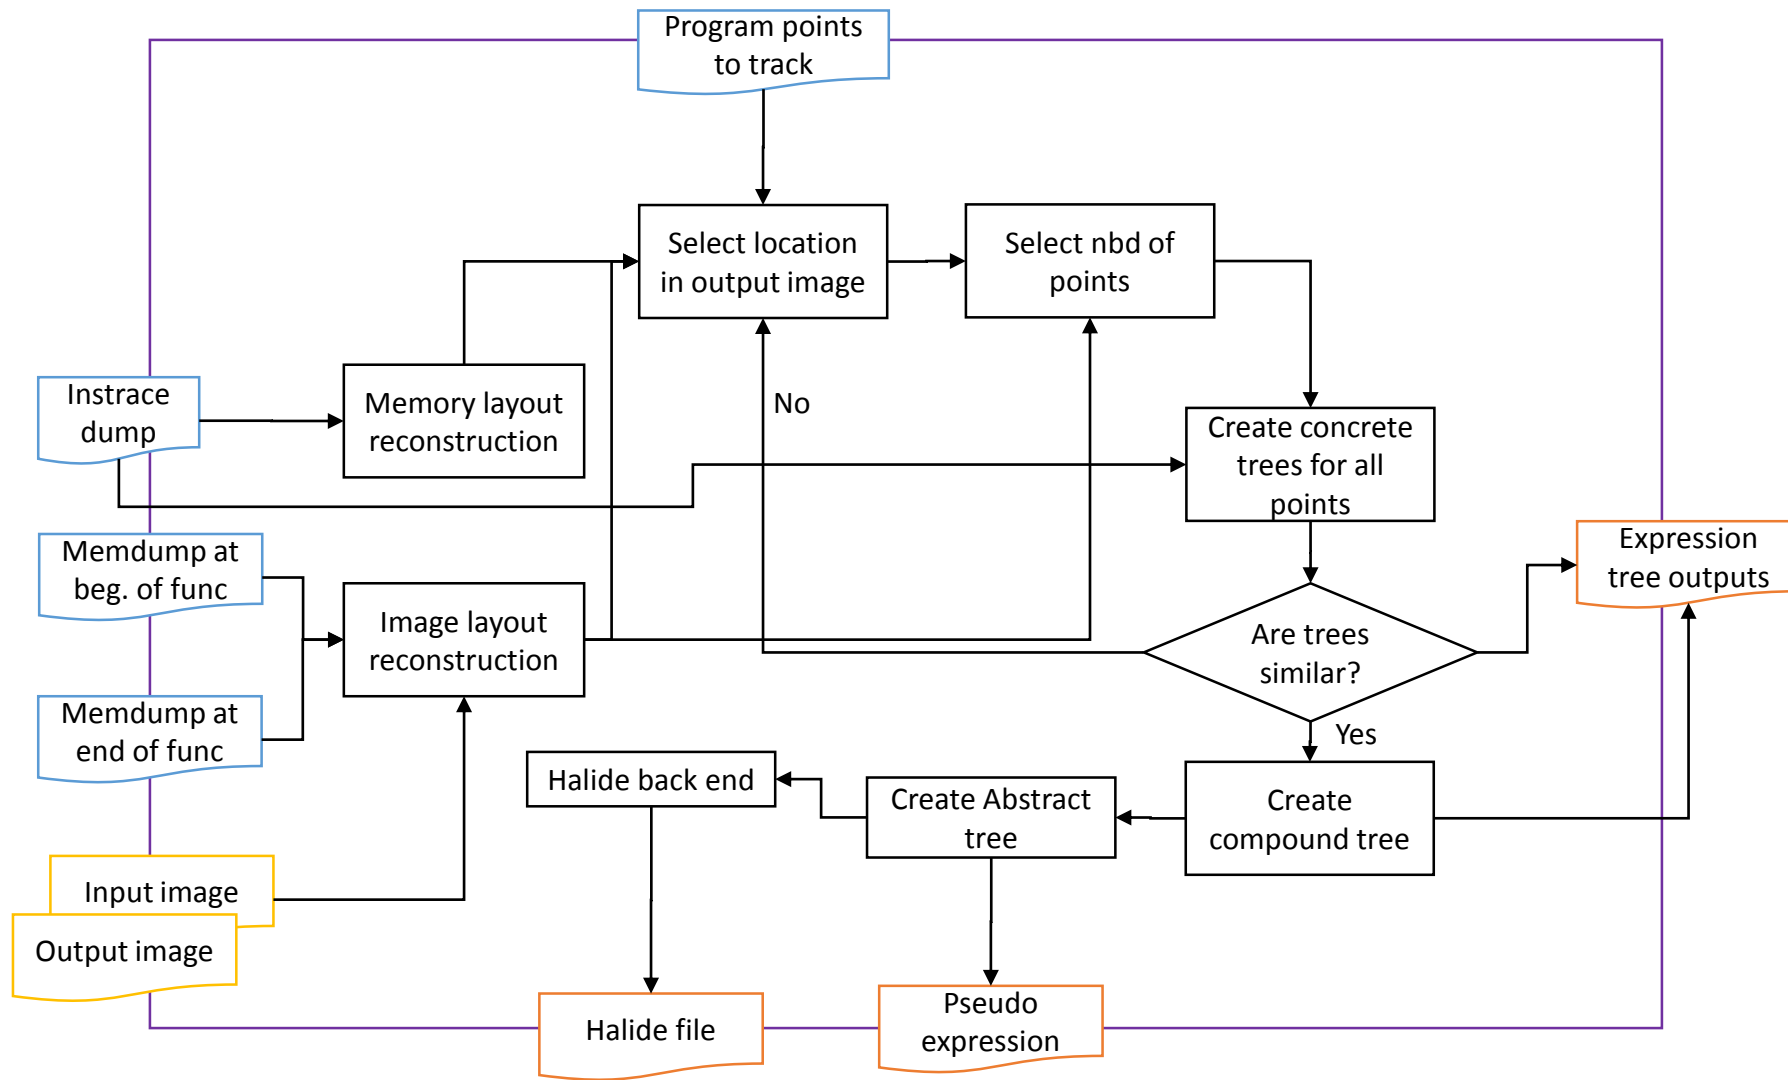 Program points
to track
Select location
in output image
Select nbd of
points
Instrace
dump
Memory layout
reconstruction
No
Create concrete
trees for all
points
Memdump at
beg. of func
Image layout
reconstruction
Expression
tree outputs
Are trees
similar?
Memdump at
end of func
Yes
Halide back end
Create Abstract
tree
Create
compound tree
Input image
Output image
Halide file
Pseudo
expression